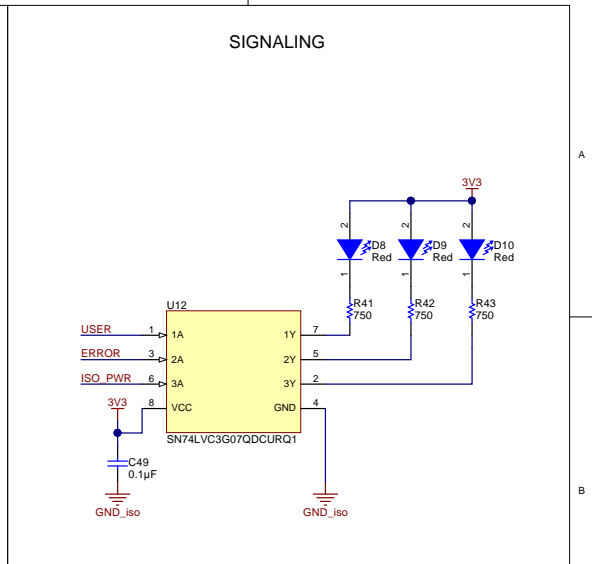 SIGNALING
A
3V3
2
2
2
D8
Red
D9
Red
D10
Red
1
1
1
R41
750
R42
750
R43
750
U12
USER
1
1A
1Y
7
ERROR
3
2A
2Y
5
ISO_PWR
6
3A
3Y
2
3V3
8
VCC
GND
4
SN74LVC3G07QDCURQ1
C49
0.1µF
B
GND_iso
GND_iso